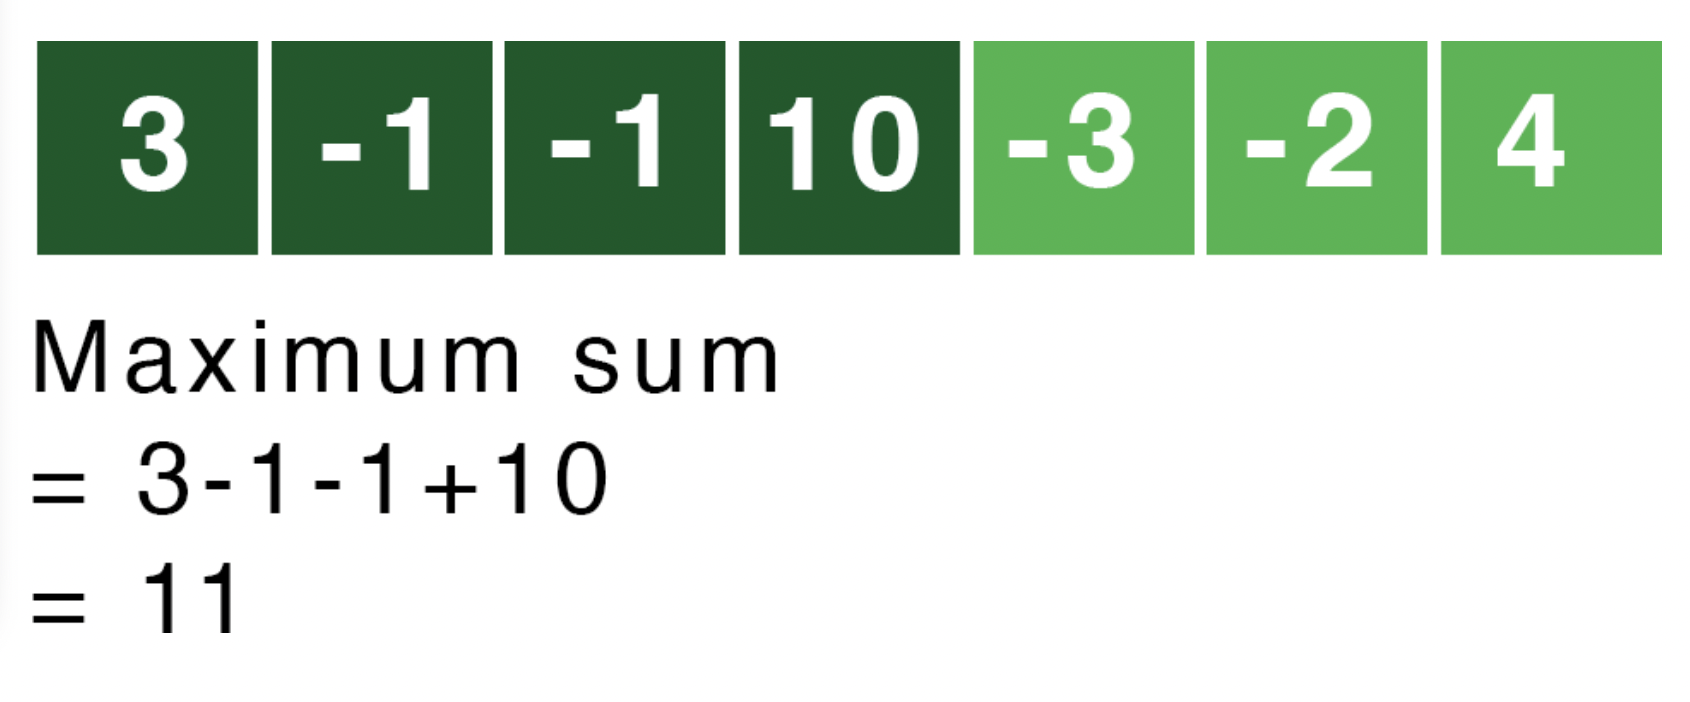 3 -1 -1 10 -3 -2 4
Maximum sum
= 3-1-1+10
= 11